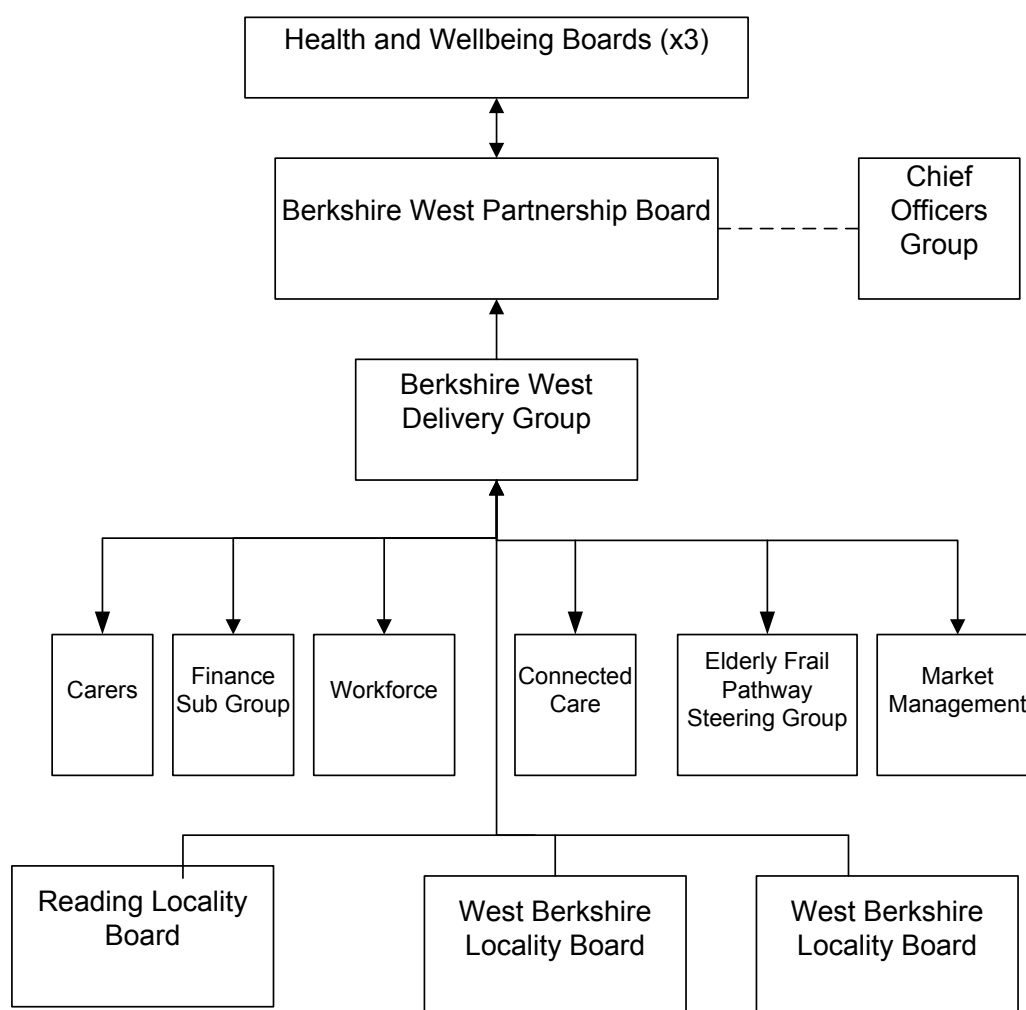 Health and Wellbeing Boards (x3)
Berkshire West Partnership Board
Chief
Officers
Group
Berkshire West
Delivery Group
Carers
Finance
Sub Group
Workforce
Connected
Care
Elderly Frail
Pathway
Steering Group
Market
Management
Reading Locality
Board
West Berkshire
Locality Board
West Berkshire
Locality Board